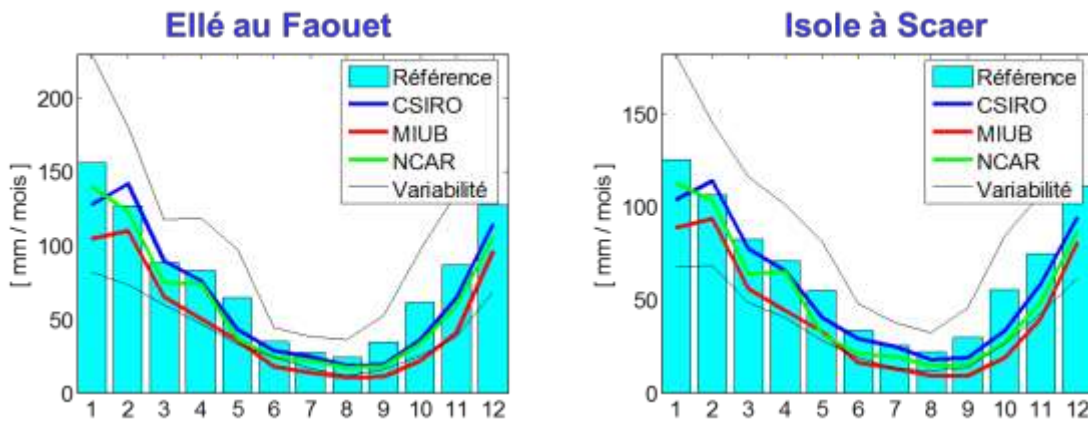 Ellé au Faouet
[ mm / mois ]
200
150
100
50
0
Référence
CSIRO
MIUB
NCAR
Variabilité
1 2 3 4 5 6 7 8 9 10 11 12
Isole à Scaer
[ mm / mois ]
150
100
50
0
Référence
CSIRO
MIUB
NCAR
Variabilité
1 2 3 4 5 6 7 8 9 10 11 12